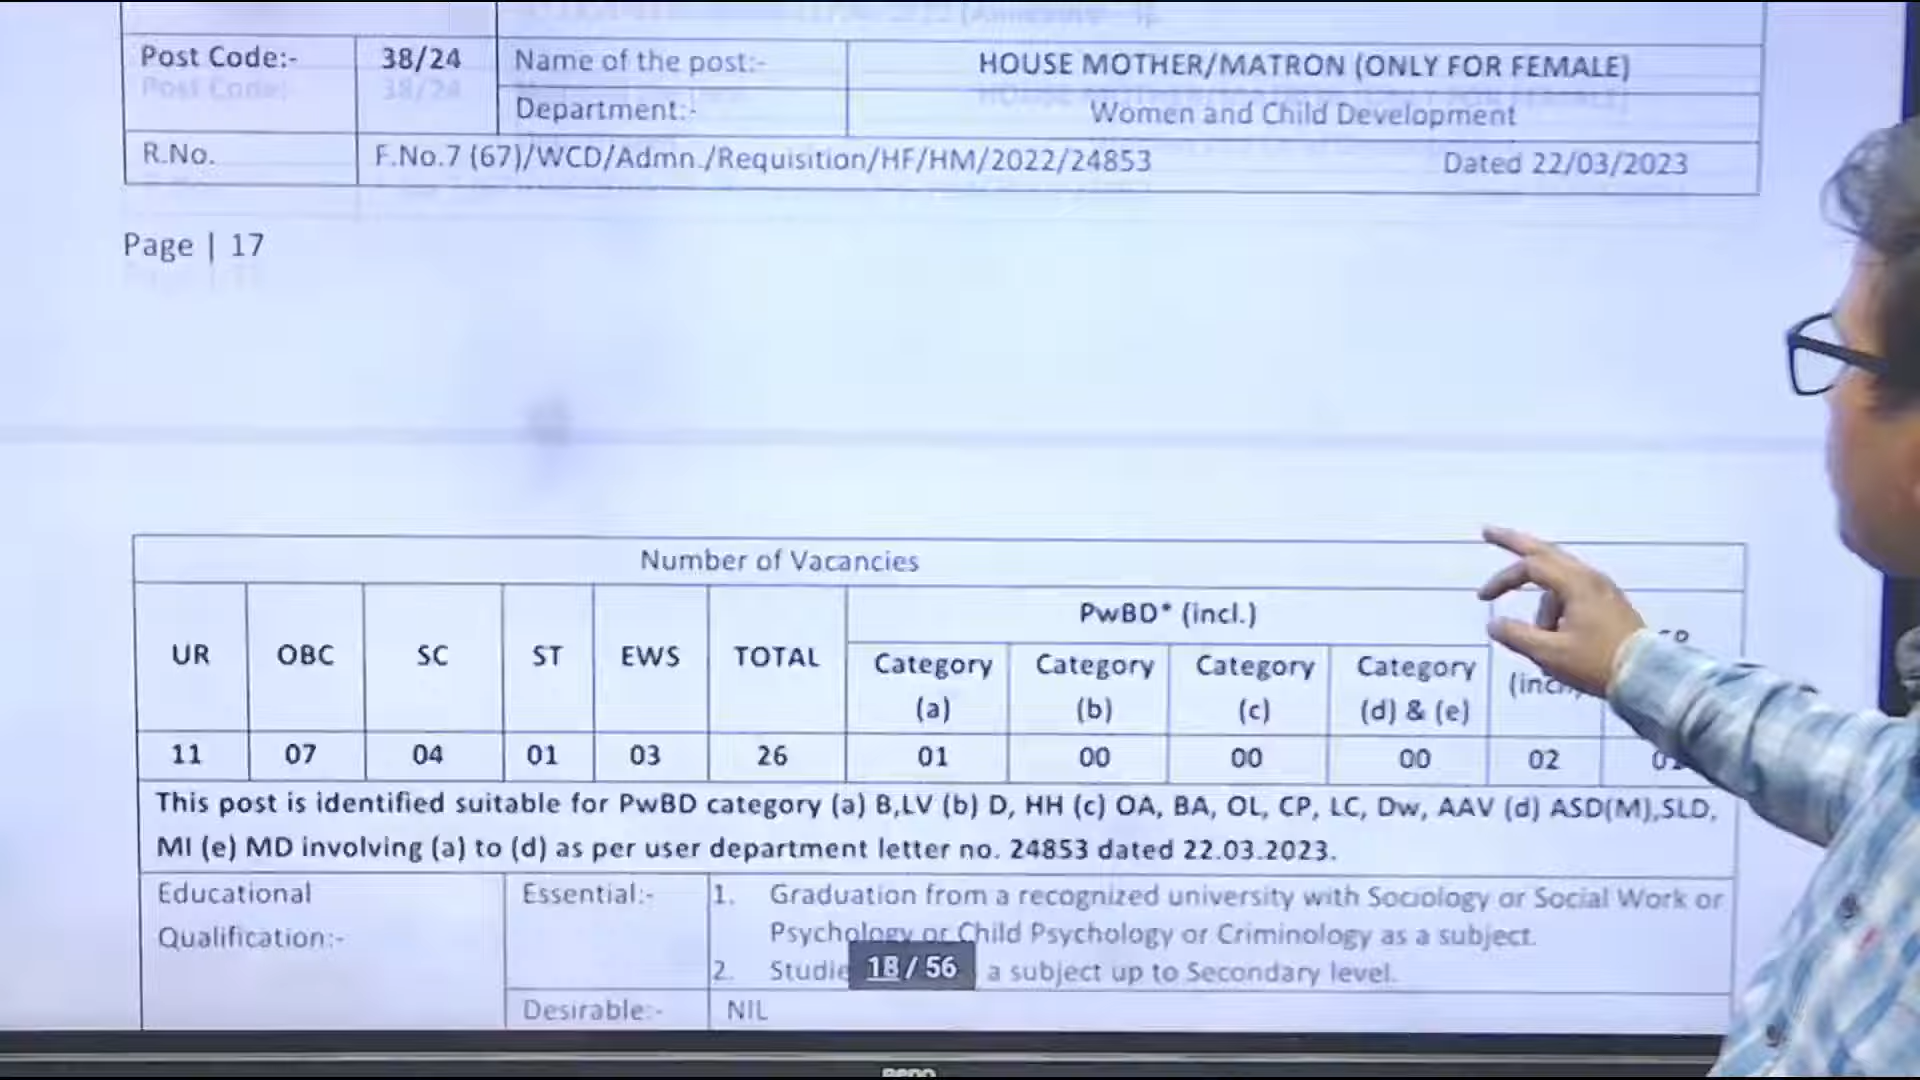 Post Code:- 38/24 Name of the post:- HOUSE MOTHER/MATRON (ONLY FOR FEMALE)
Department:- Women and Child Development
R.No. F.No.7 (67)/WCD/Admn./Requisition/HF/HM/2022/24853 Dated 22/03/2023
Page | 17
Number of Vacancies
UR OBC SC ST EWS TOTAL PwBD* (incl.)
Category (a) Category (b) Category (c) Category (d) & (e)
11 07 04 01 03 26 01 00 00 00 02
This post is identified suitable for PwBD category (a) B,LV (b) D, HH (c) OA, BA, OL, CP, LC, Dw, AAV (d) ASD(M),SLD,
MI (e) MD involving (a) to (d) as per user department letter no. 24853 dated 22.03.2023.
Educational Qualification:- Essential:- 1. Graduation from a recognized university with Sociology or Social Work or
Psychology or Child Psychology or Criminology as a subject.
2. a subject up to Secondary level.
18 / 56
Desirable:- NIL